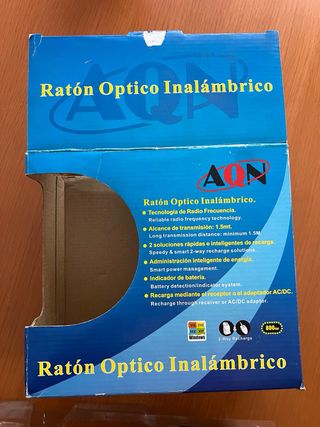 Ratón Optico Inalámbrico
AQN
AQN
Ratón Optico Inalámbrico.
Tecnología de Radio Frecuencia.
Reliable radio frequency technology.
Alcance de transmisión: 1.5mt.
Long transmission distance: minimum 1.5M.
2 soluciones rápidas e inteligentes de recarga.
Speedy & smart 2-way recharge solutions.
Administración inteligente de energía.
Smart power management.
Indicador de batería.
Battery detection/indicator system.
Recarga mediante el receptor o el adaptador AC/DC.
Recharge through receiver or AC/DC adapter.
Windows
2-Way Recharge
800
Ratón Optico Inalámbrico